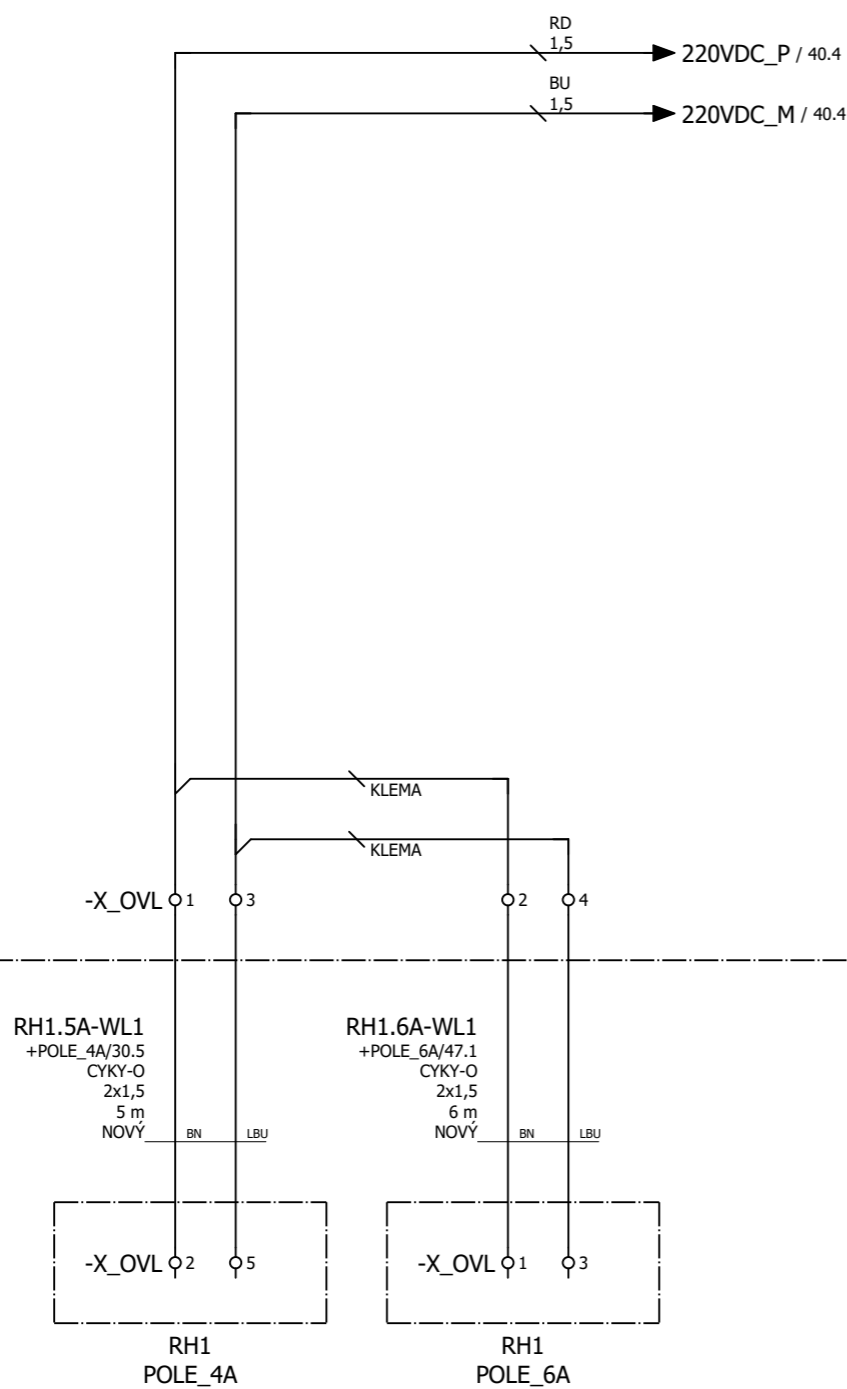 RD
1,5
220VDC_P / 40.4
BU
1,5
220VDC_M / 40.4
KLEMA
KLEMA
-X_OVL 1 3 2 4
RH1.5A-WL1
+POLE_4A/30.5
CYKY-O
2x1,5
5 m
NOVÝ BN LBU
RH1.6A-WL1
+POLE_6A/47.1
CYKY-O
2x1,5
6 m
NOVÝ BN LBU
-X_OVL 2 5
RH1
POLE_4A
-X_OVL 1 3
RH1
POLE_6A